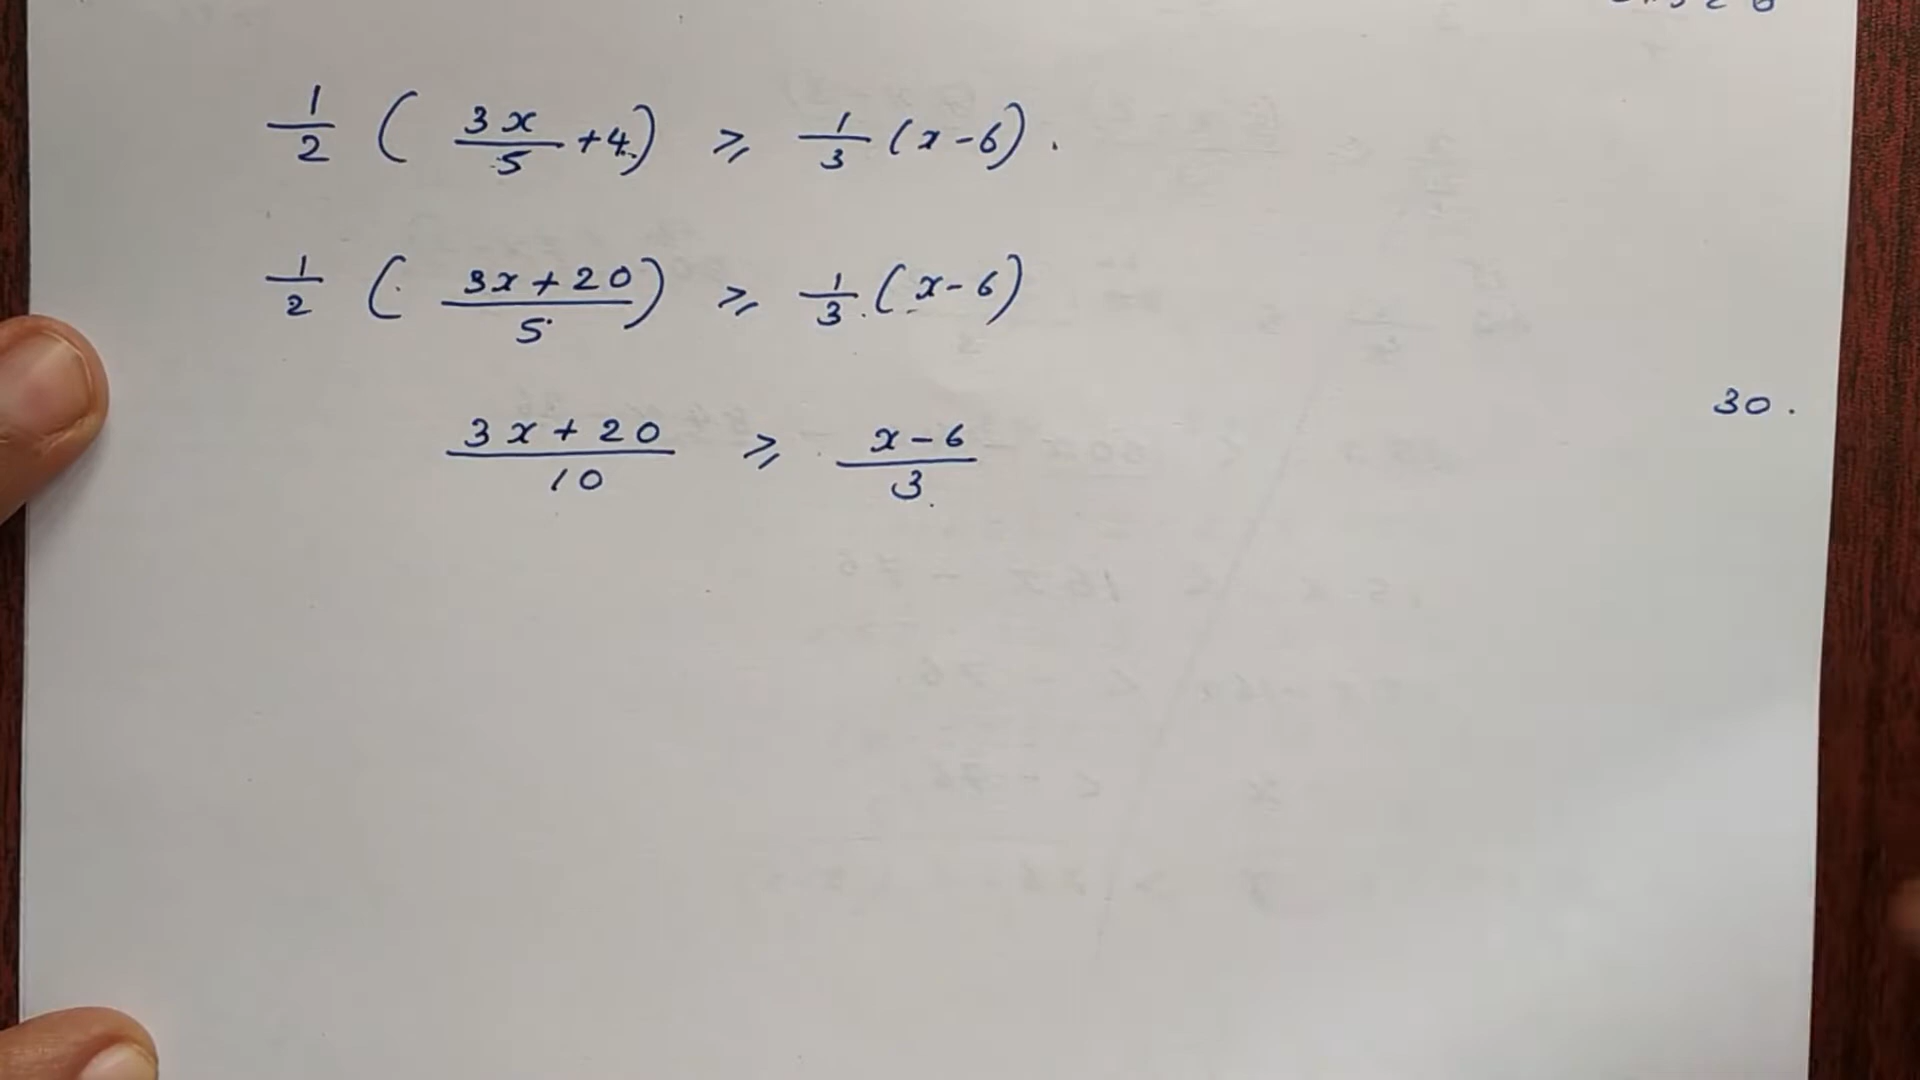 1/2 ( 3x/5 + 4 ) ⩾ 1/3 (x - 6) .
1/2 ( (3x + 20)/5 ) ⩾ 1/3 (x - 6)
30 .
(3x + 20)/10 ⩾ (x - 6)/3